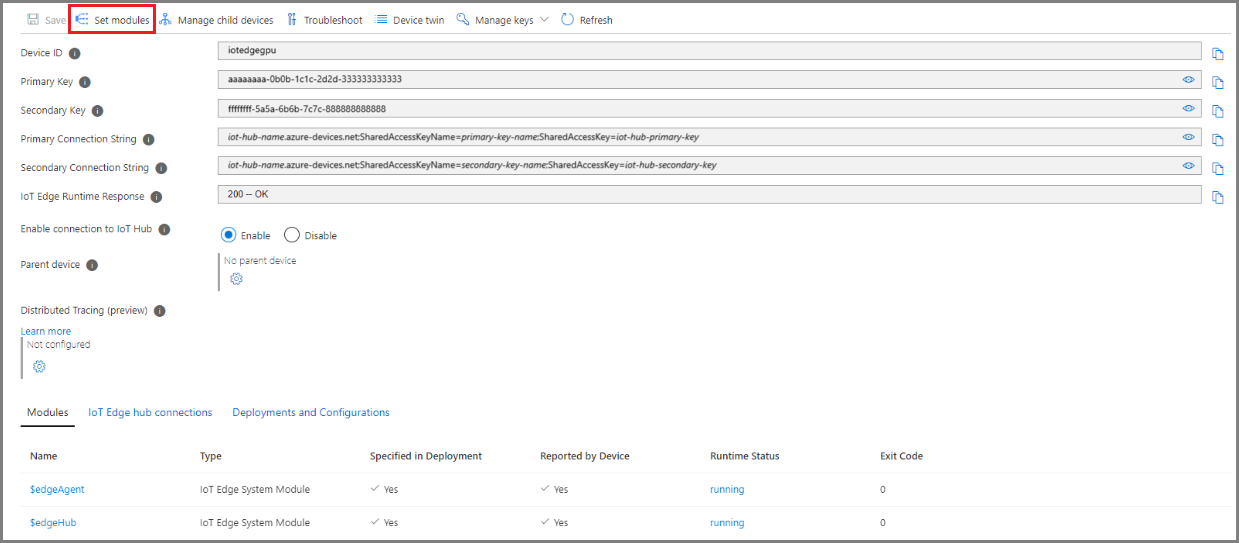 Save Set modules Manage child devices Troubleshoot Device twin Manage keys Refresh
Device ID iotedgegpu
Primary Key aaaaaaaa-0b0b-1c1c-2d2d-333333333333
Secondary Key ffffffff-5a5a-6b6b-7c7c-888888888888
Primary Connection String iot-hub-name.azure-devices.net;SharedAccessKeyName=primary-key-name;SharedAccessKey=iot-hub-primary-key
Secondary Connection String iot-hub-name.azure-devices.net;SharedAccessKeyName=secondary-key-name;SharedAccessKey=iot-hub-secondary-key
IoT Edge Runtime Response 200 -- OK
Enable connection to IoT Hub Enable Disable
Parent device No parent device
Distributed Tracing (preview)
Learn more
Not configured
Modules IoT Edge hub connections Deployments and Configurations
Name Type Specified in Deployment Reported by Device Runtime Status Exit Code
$edgeAgent IoT Edge System Module Yes Yes running 0
$edgeHub IoT Edge System Module Yes Yes running 0